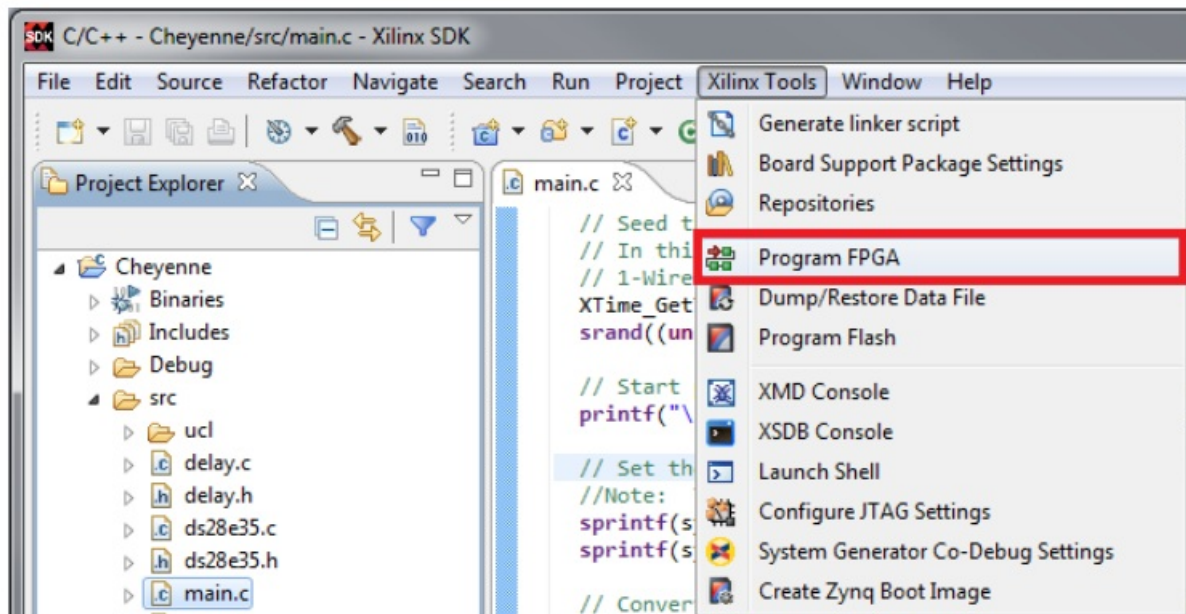 SDK C/C++ - Cheyenne/src/main.c - Xilinx SDK
File Edit Source Refactor Navigate Search Run Project Xilinx Tools Window Help
010
Project Explorer
Cheyenne
Binaries
Includes
Debug
src
ucl
delay.c
delay.h
ds28e35.c
ds28e35.h
main.c
main.c
// Seed t
// In thi
// 1-Wire
XTime_Get
srand((un
// Start
printf("\
// Set th
//Note:
sprintf(s
sprintf(s
// Conver
Generate linker script
Board Support Package Settings
Repositories
Program FPGA
Dump/Restore Data File
Program Flash
XMD Console
XSDB Console
Launch Shell
Configure JTAG Settings
System Generator Co-Debug Settings
Create Zynq Boot Image